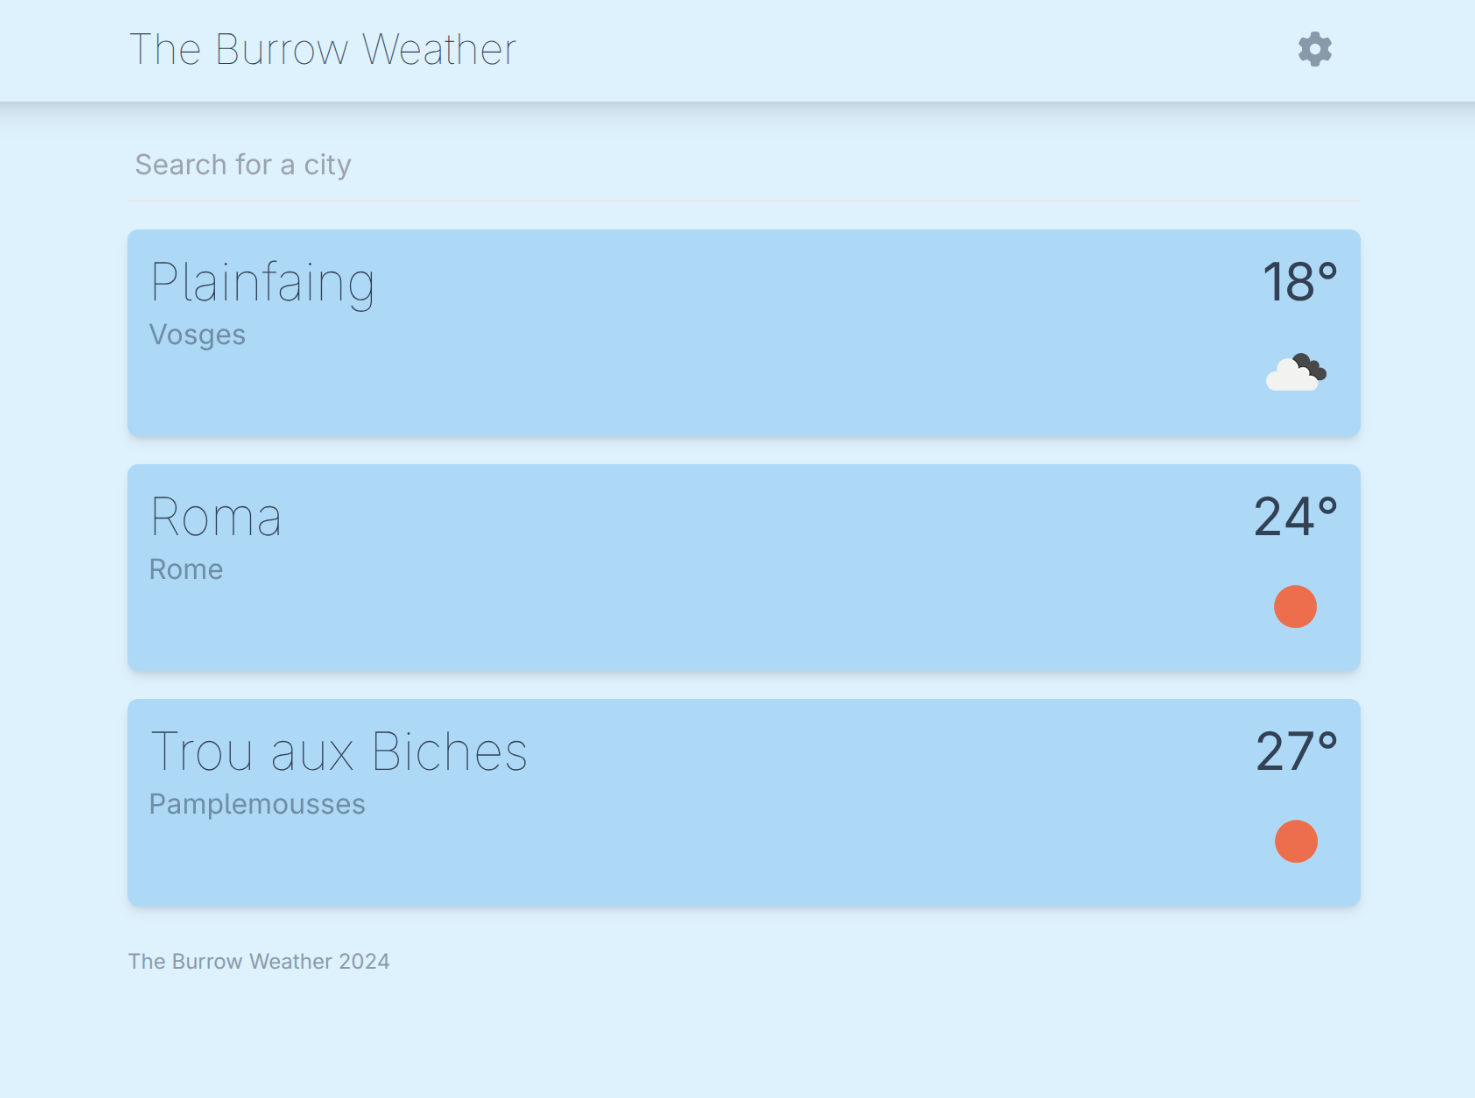 The Burrow Weather
Search for a city
Plainfaing
18°
Vosges
Roma
24°
Rome
Trou aux Biches
27°
Pamplemousses
The Burrow Weather 2024